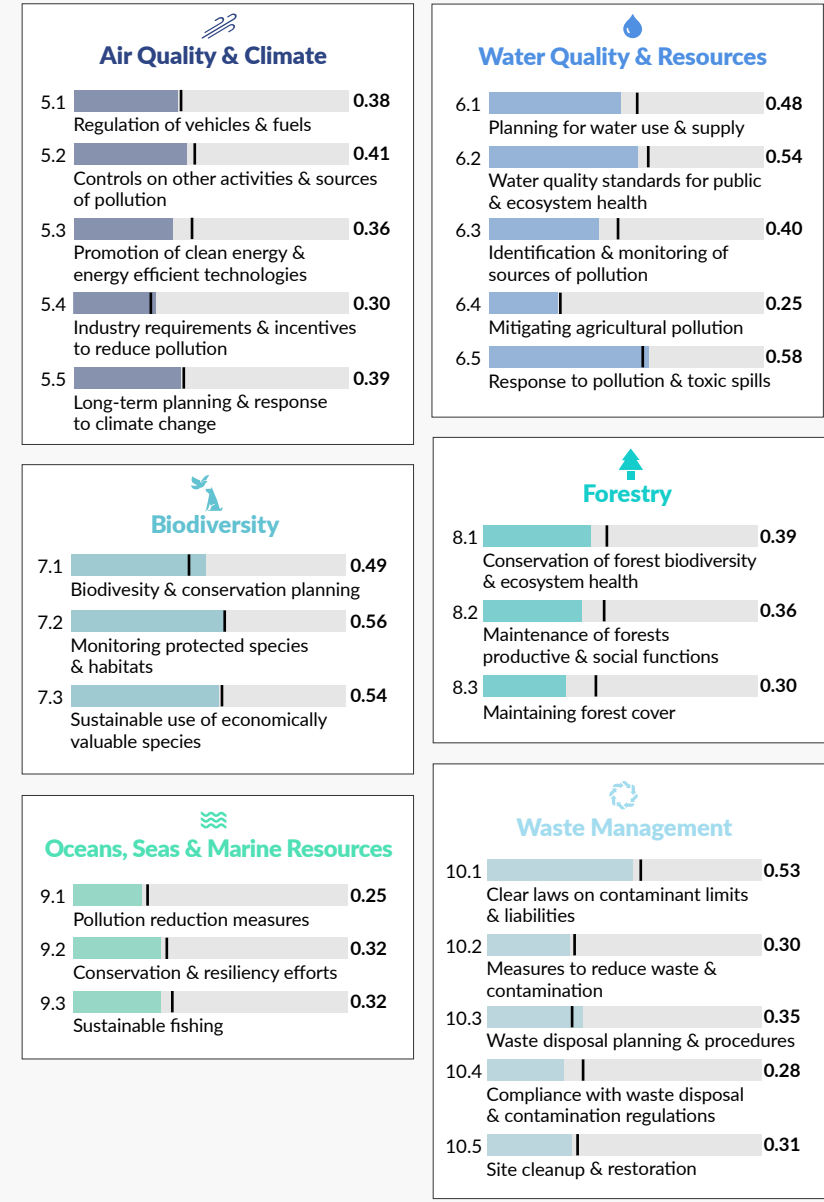 Air Quality & Climate
5.1 0.38
Regulation of vehicles & fuels
5.2 0.41
Controls on other activities & sources
of pollution
5.3 0.36
Promotion of clean energy &
energy efficient technologies
5.4 0.30
Industry requirements & incentives
to reduce pollution
5.5 0.39
Long-term planning & response
to climate change
Water Quality & Resources
6.1 0.48
Planning for water use & supply
6.2 0.54
Water quality standards for public
& ecosystem health
6.3 0.40
Identification & monitoring of
sources of pollution
6.4 0.25
Mitigating agricultural pollution
6.5 0.58
Response to pollution & toxic spills
Biodiversity
7.1 0.49
Biodivesity & conservation planning
7.2 0.56
Monitoring protected species
& habitats
7.3 0.54
Sustainable use of economically
valuable species
Forestry
8.1 0.39
Conservation of forest biodiversity
& ecosystem health
8.2 0.36
Maintenance of forests
productive & social functions
8.3 0.30
Maintaining forest cover
Oceans, Seas & Marine Resources
9.1 0.25
Pollution reduction measures
9.2 0.32
Conservation & resiliency efforts
9.3 0.32
Sustainable fishing
Waste Management
10.1 0.53
Clear laws on contaminant limits
& liabilities
10.2 0.30
Measures to reduce waste &
contamination
10.3 0.35
Waste disposal planning & procedures
10.4 0.28
Compliance with waste disposal
& contamination regulations
10.5 0.31
Site cleanup & restoration